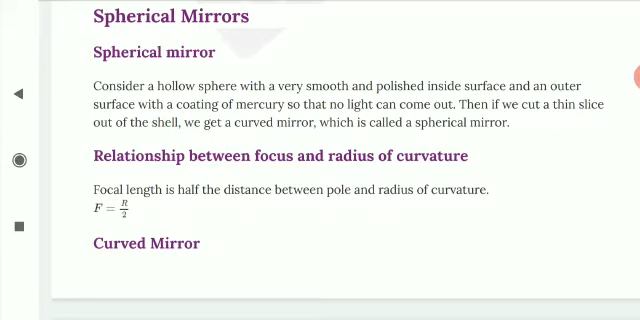 Spherical Mirrors
Spherical mirror
Consider a hollow sphere with a very smooth and polished inside surface and an outer
surface with a coating of mercury so that no light can come out. Then if we cut a thin slice
out of the shell, we get a curved mirror, which is called a spherical mirror.
Relationship between focus and radius of curvature
Focal length is half the distance between pole and radius of curvature.
F = R/2
Curved Mirror